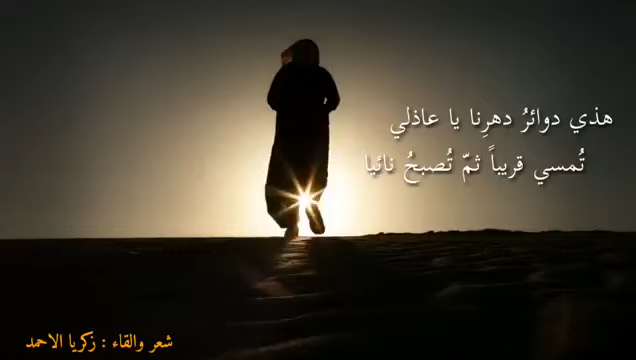 هذي دوائرُ دهرِنا يا عاذلي
تُمسي قريباً ثمّ تُصبحُ نائيا
شعر والقاء : زكريا الاحمد